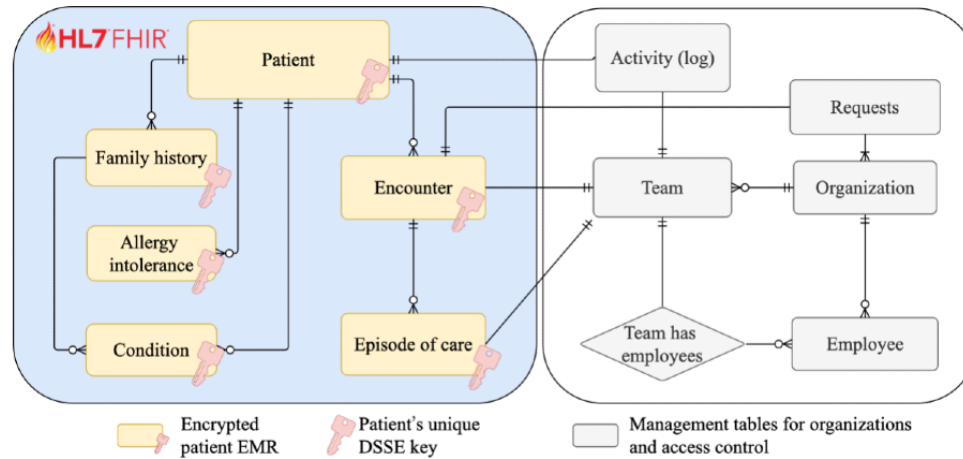 HL7 FHIR
Patient
Activity (log)
Requests
Family history
Encounter
Team
Organization
Allergy
intolerance
Condition
Episode of care
Team has
employees
Employee
Encrypted
patient EMR
Patient's unique
DSSE key
Management tables for organizations
and access control